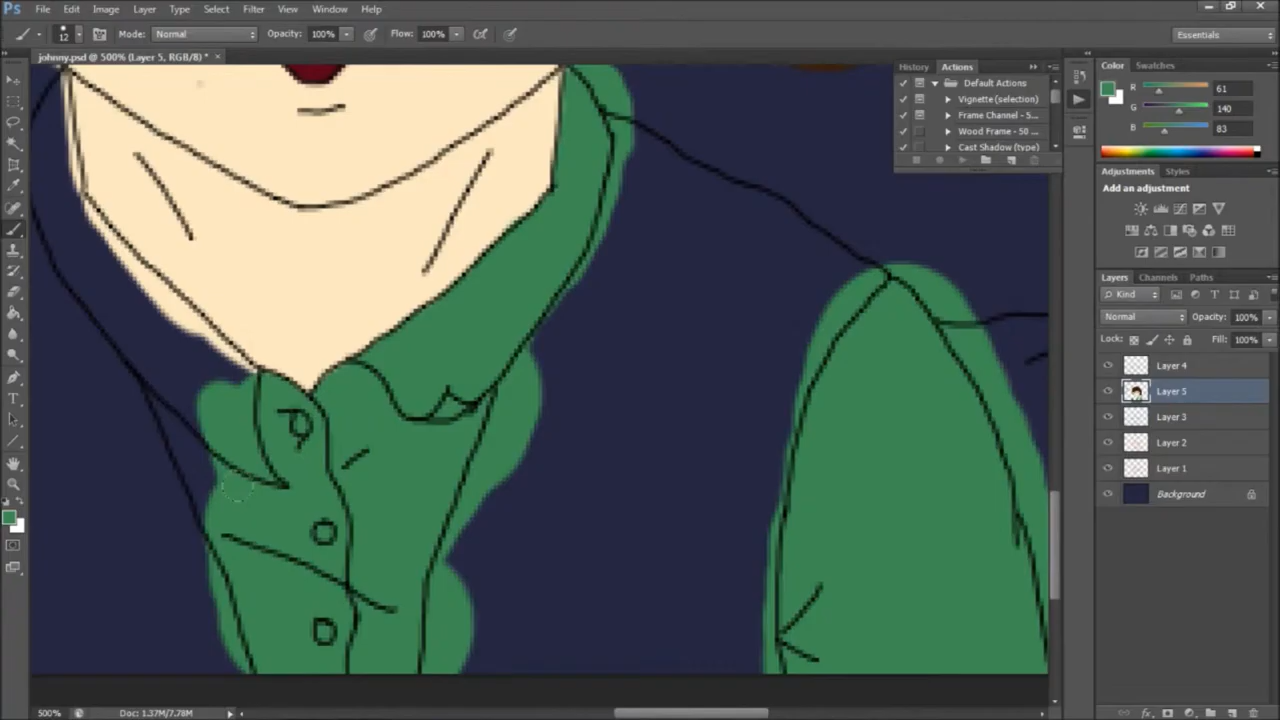 Ps File Edit Image Layer Type Select Filter View Window Help
12 Mode: Normal Opacity: 100% Flow: 100% Essentials
johnny.psd @ 500% (Layer 5, RGB/8) * ×
History Actions
Default Actions
Vignette (selection)
Frame Channel - 5...
Wood Frame - 50 ...
Cast Shadow (type)
Color Swatches
R 61
G 140
B 83
Adjustments Styles
Add an adjustment
Layers Channels Paths
Kind
Normal Opacity: 100%
Lock: Fill: 100%
Layer 4
Layer 5
Layer 3
Layer 2
Layer 1
Background
500% Doc: 1.37M/7.78M